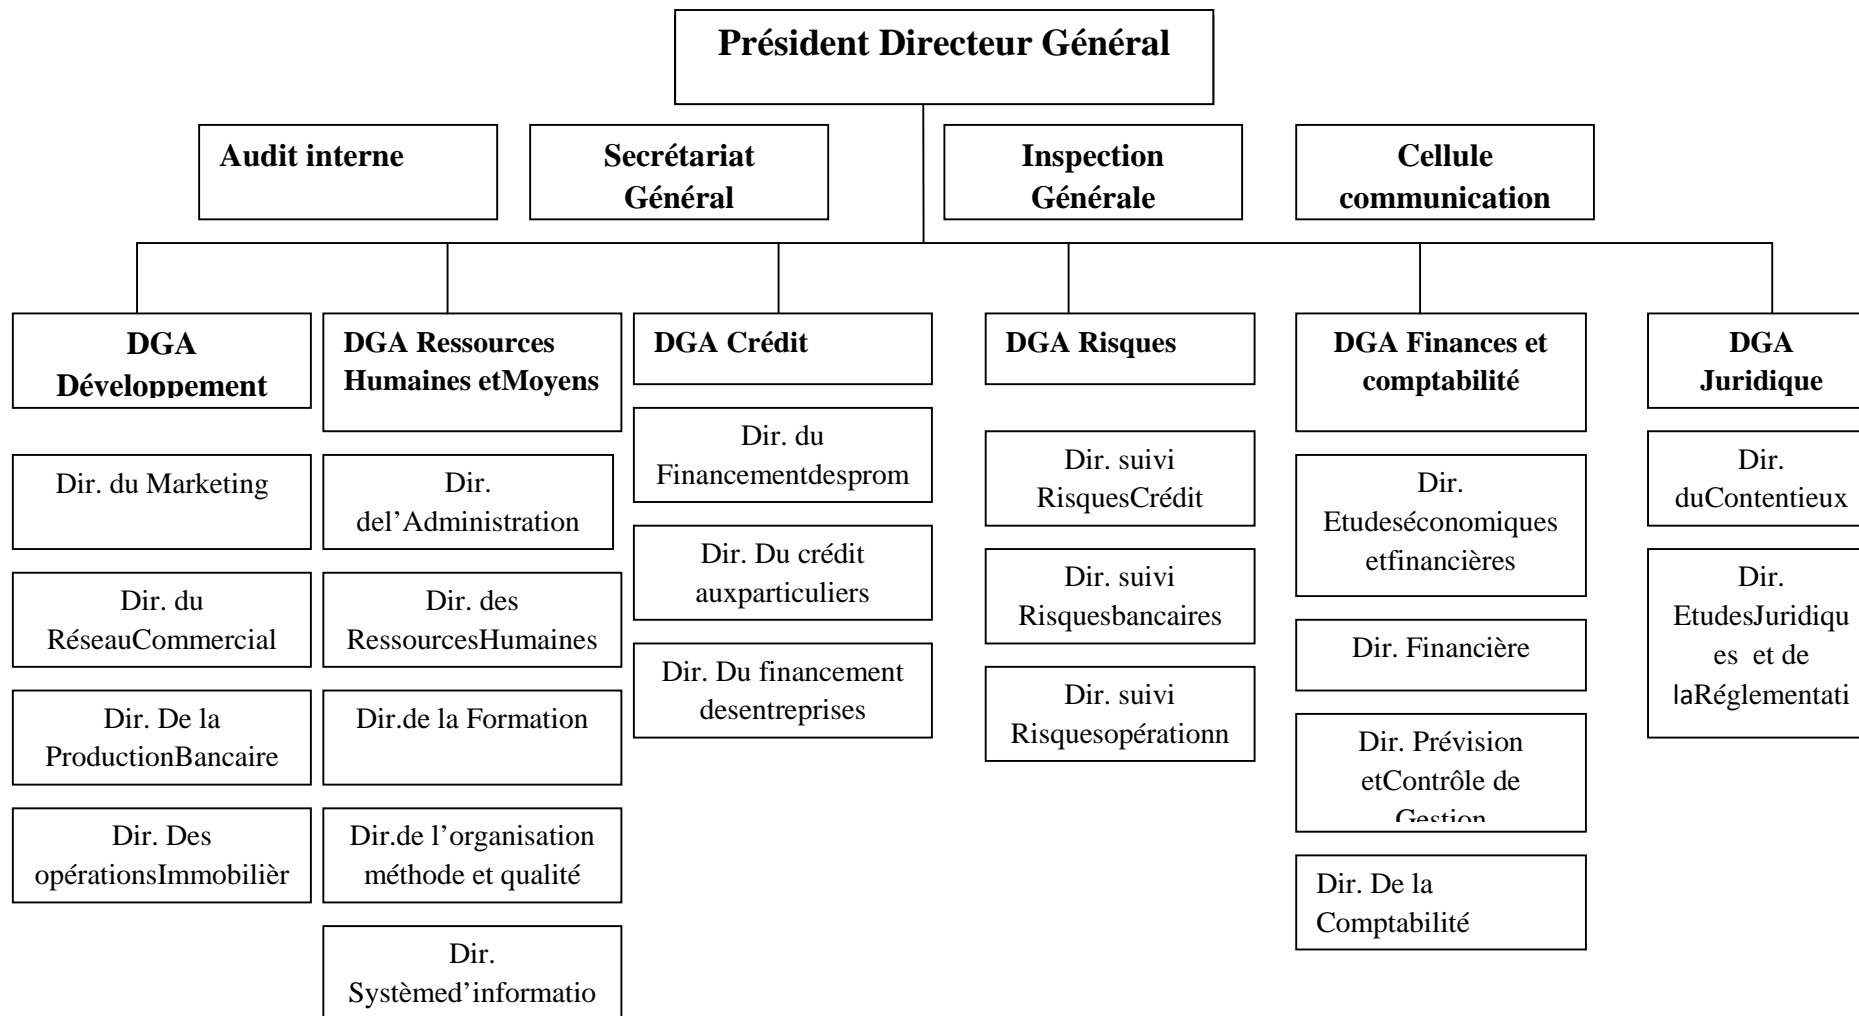 Président Directeur Général
Audit interne
Secrétariat
Général
Inspection
Générale
Cellule
communication
DGA
Développement
DGA Ressources
Humaines etMoyens
DGA Crédit
DGA Risques
DGA Finances et
comptabilité
DGA
Juridique
Dir. du Marketing
Dir. du
RéseauCommercial
Dir. De la
ProductionBancaire
Dir. Des
opérationsImmobilièr
Dir.
del’Administration
Dir. des
RessourcesHumaines
Dir.de la Formation
Dir.de l’organisation
méthode et qualité
Dir.
Systèmed’informatio
Dir. du
Financementdesprom
Dir. Du crédit
auxparticuliers
Dir. Du financement
desentreprises
Dir. suivi
RisquesCrédit
Dir. suivi
Risquesbancaires
Dir. suivi
Risquesopérationn
Dir.
Etudeséconomiques
etfinancières
Dir. Financière
Dir. Prévision
etContrôle de
Gestion
Dir. De la
Comptabilité
Dir.
duContentieux
Dir.
EtudesJuridiqu
es et de
laRéglementati